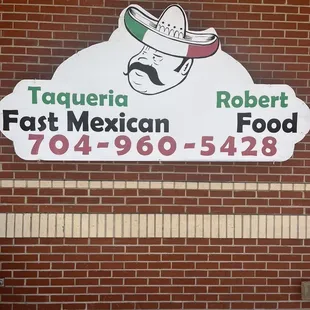 Taqueria Robert
Fast Mexican Food
704-960-5428